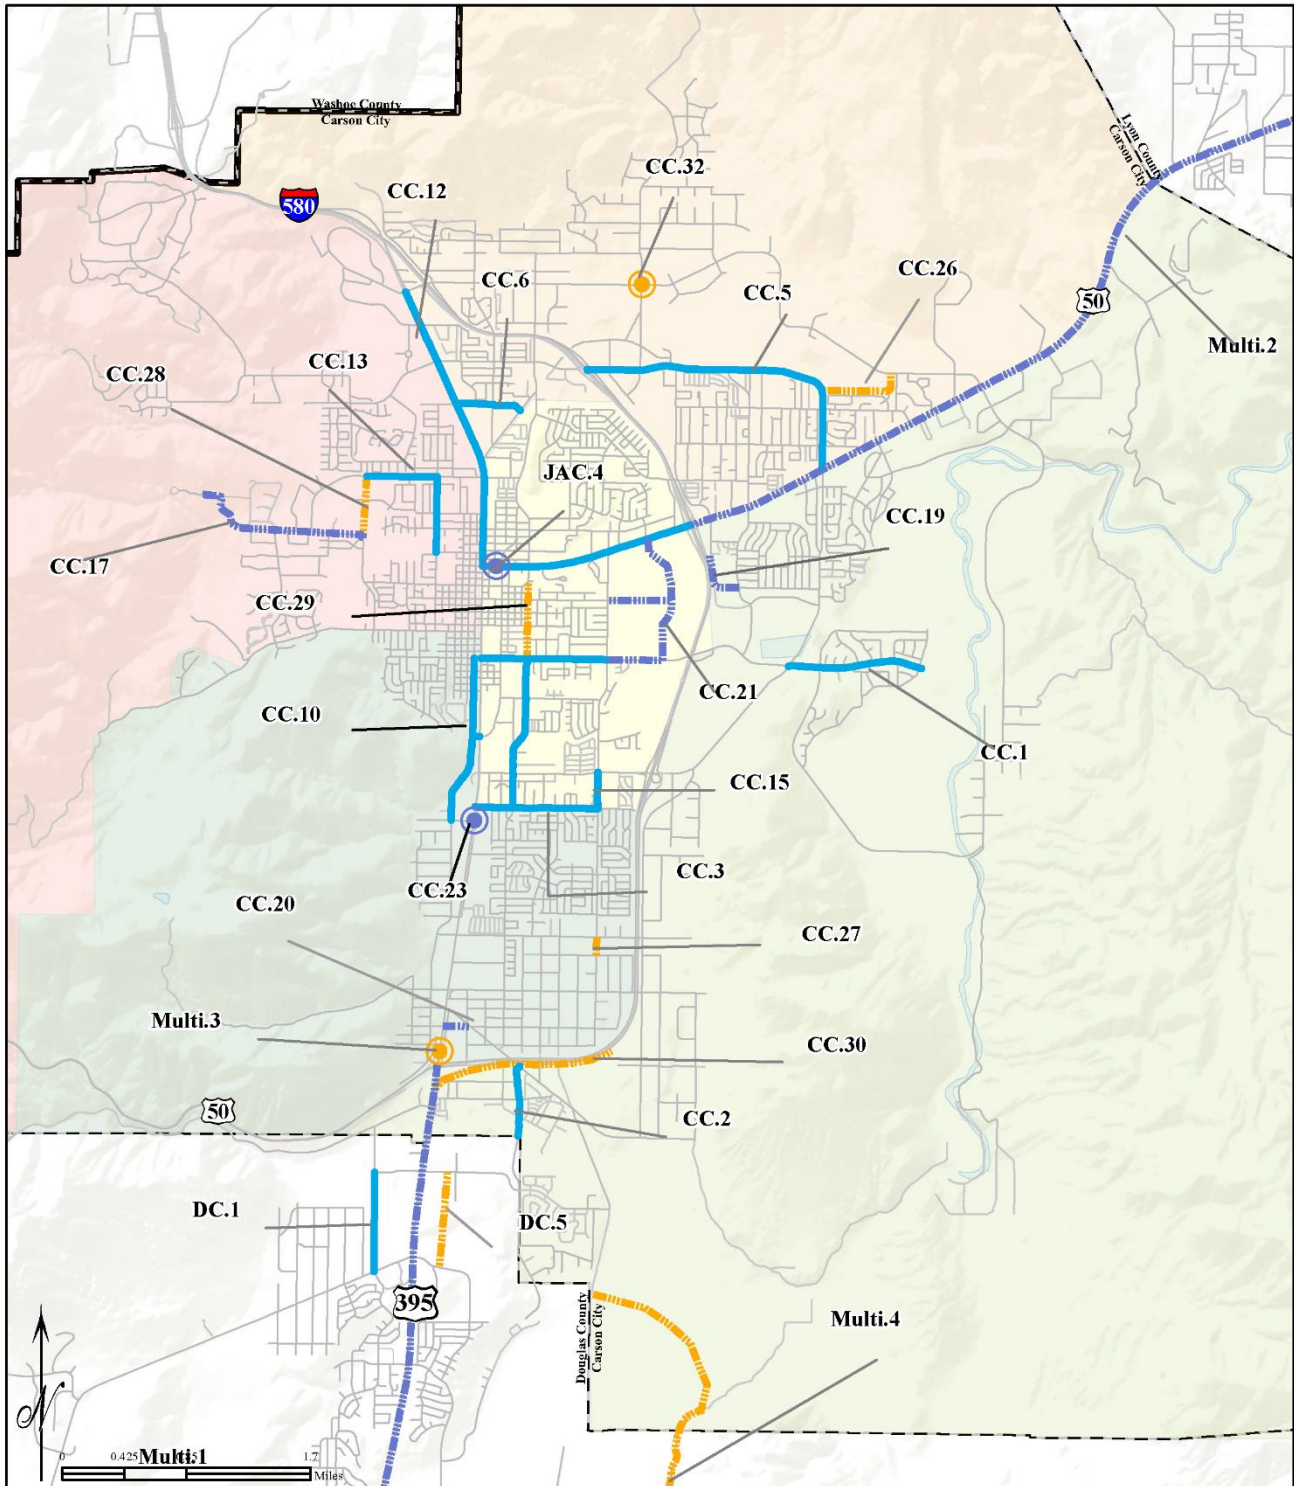 Washoe County
Carson City
Lyon County
Carson City
CC.32
580
CC.12
CC.26
CC.6
CC.5
50
Multi.2
CC.13
CC.28
JAC.4
CC.19
CC.17
CC.29
CC.21
CC.10
CC.1
CC.15
CC.3
CC.23
CC.20
CC.27
Multi.3
CC.30
50
CC.2
DC.1
DC.5
395
Douglas County
Carson City
Multi.4
N
Multi.1
0 0.425 1.7
Miles